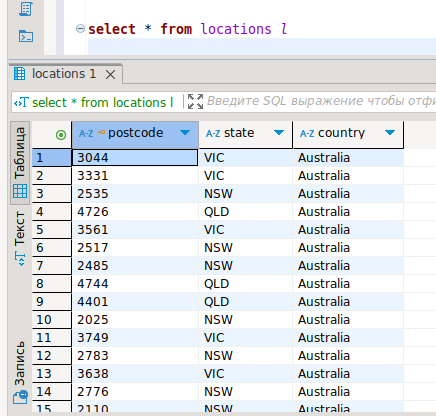 select * from locations l
locations 1
select * from locations l Введите SQL выражение чтобы отфи
Таблица
Текст
Запись
A-Z postcode A-Z state A-Z country
1 3044 VIC Australia
2 3331 VIC Australia
3 2535 NSW Australia
4 4726 QLD Australia
5 3561 VIC Australia
6 2517 NSW Australia
7 2485 NSW Australia
8 4744 QLD Australia
9 4401 QLD Australia
10 2025 NSW Australia
11 3749 VIC Australia
12 2783 NSW Australia
13 3638 VIC Australia
14 2776 NSW Australia
15 2110 NSW Australia